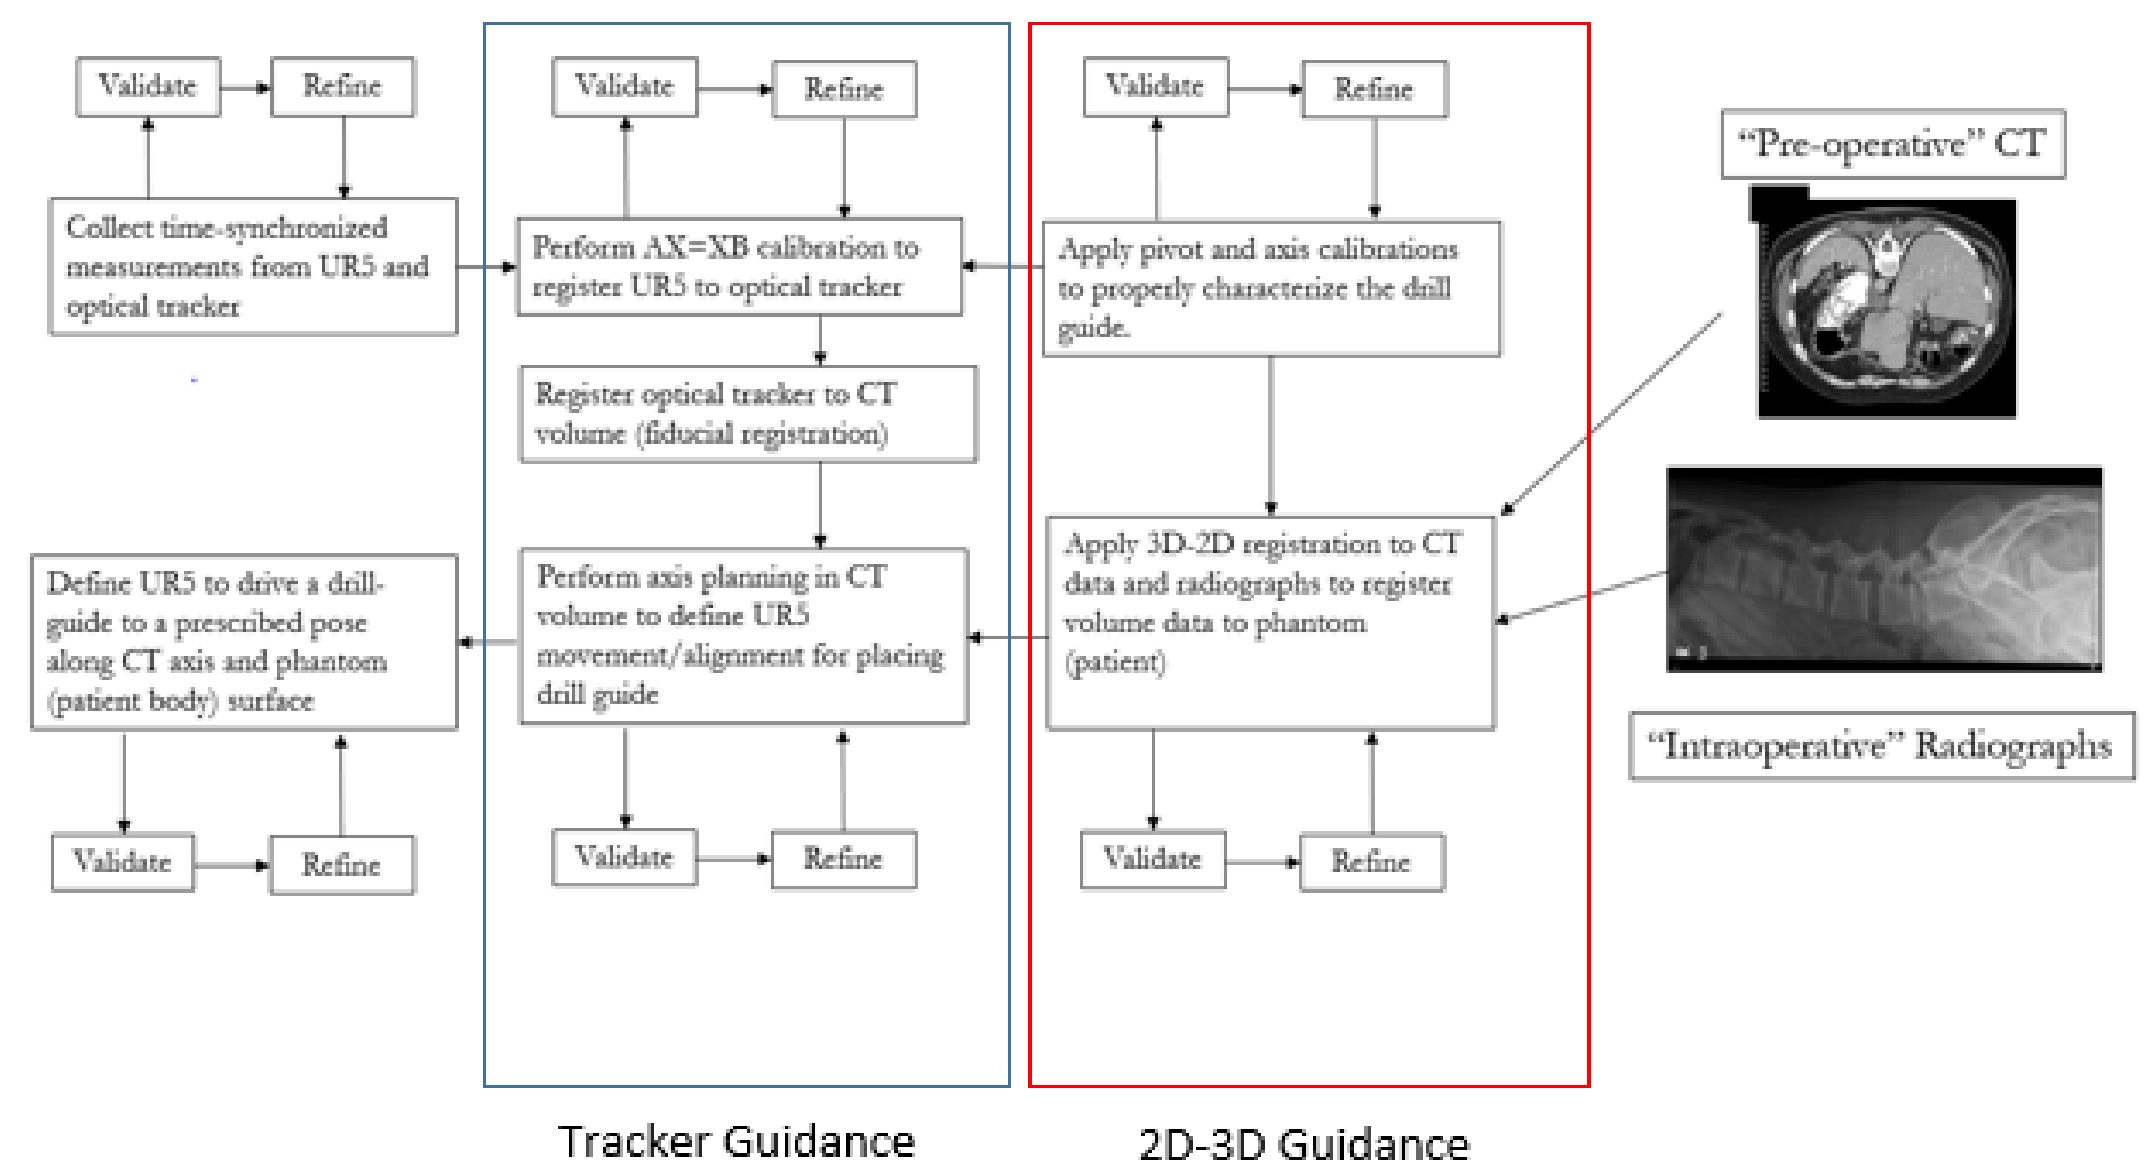 Validate
Refine
Collect time-synchronized
measurements from UR5 and
optical tracker
Define UR5 to drive a drill-
guide to a prescribed pose
along CT axis and phantom
(patient body) surface
Validate
Refine
Validate
Refine
Perform AX=XB calibration to
register UR5 to optical tracker
Register optical tracker to CT
volume (fiducial registration)
Perform axis planning in CT
volume to define UR5
movement/alignment for placing
drill guide
Validate
Refine
Tracker Guidance
Validate
Refine
Apply pivot and axis calibrations
to properly characterize the drill
guide.
Apply 3D-2D registration to CT
data and radiographs to register
volume data to phantom
(patient)
Validate
Refine
2D-3D Guidance
“Pre-operative” CT
“Intraoperative” Radiographs